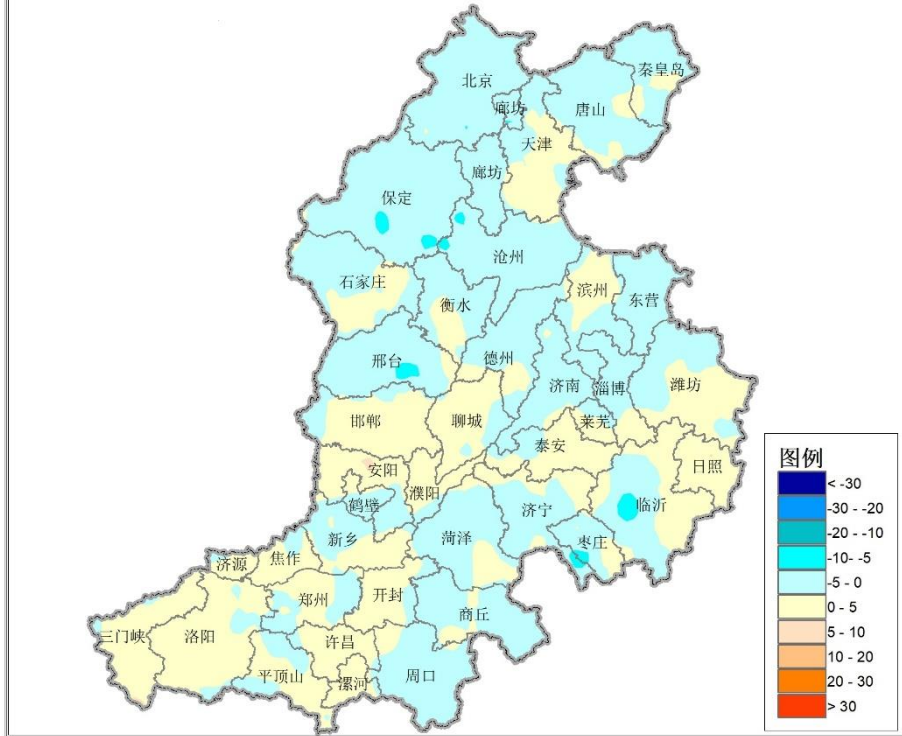 秦皇岛
北京
廊坊
唐山
天津
廊坊
保定
沧州
石家庄
滨州
衡水
东营
邢台
德州
济南
淄博
潍坊
邯郸
聊城
莱芜
泰安
安阳
日照
濮阳
鹤壁
临沂
济宁
新乡
菏泽
枣庄
济源
焦作
郑州
开封
商丘
三门峡
洛阳
许昌
平顶山
漯河
周口
图例
< -30
-30 - -20
-20 - -10
-10- -5
-5 - 0
0 - 5
5 - 10
10 - 20
20 - 30
> 30